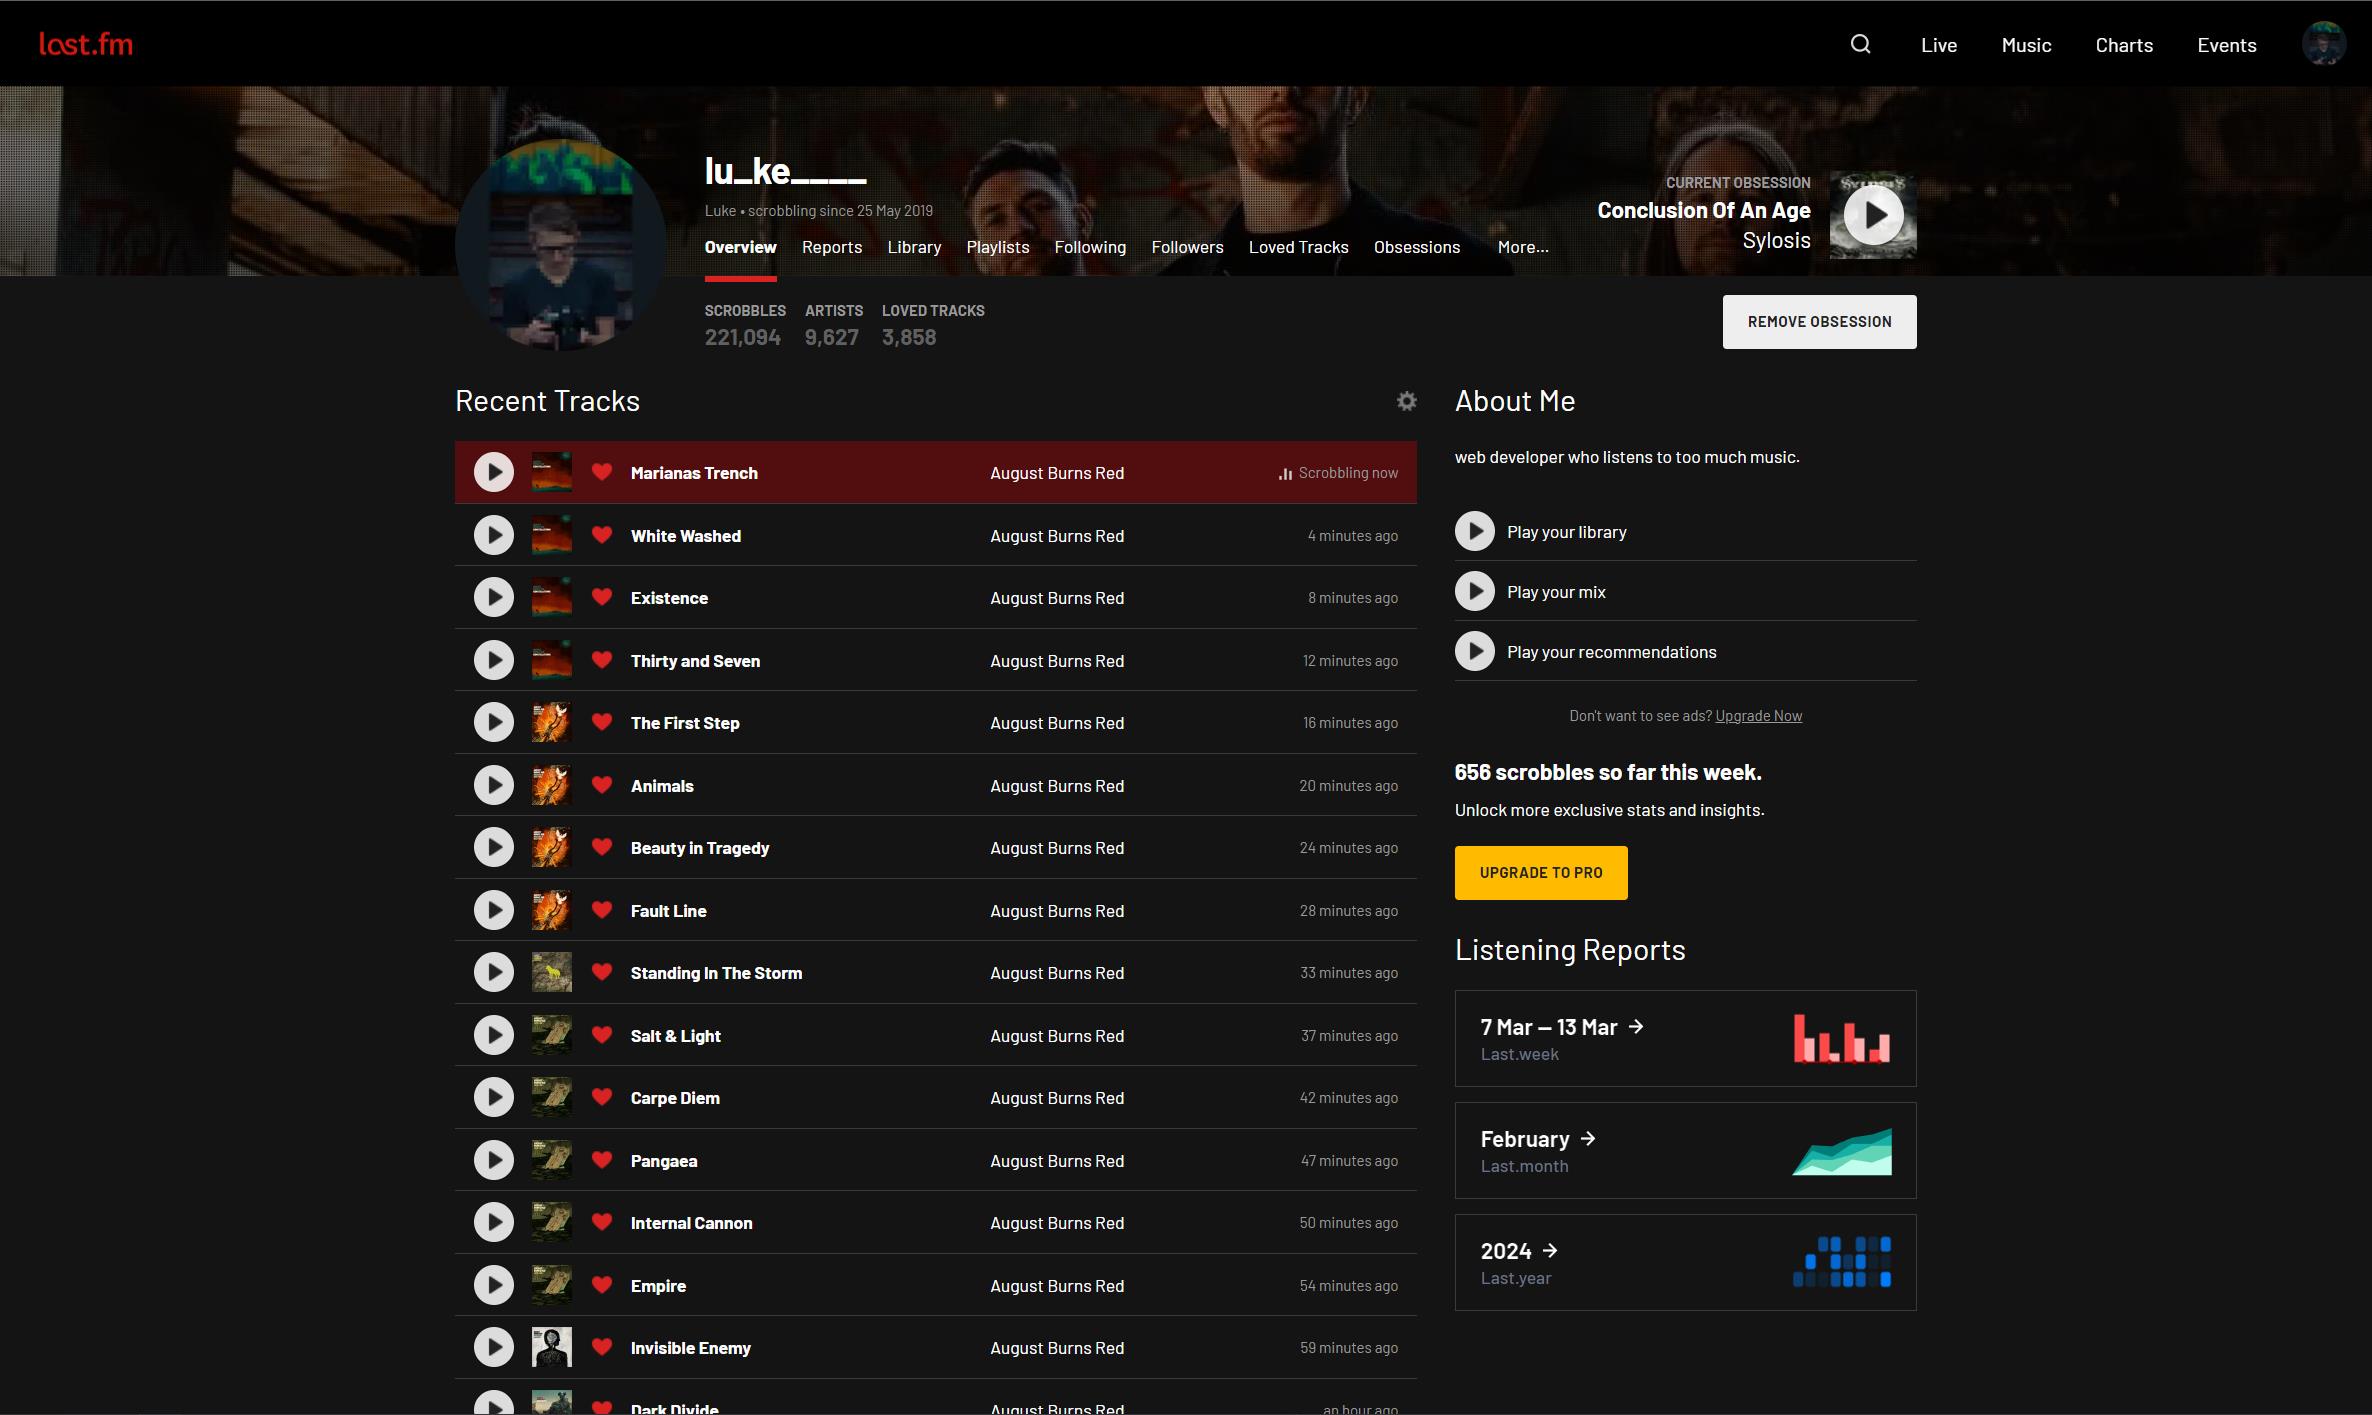 last.fm
Live Music Charts Events
lu_ke____
Luke • scrobbling since 25 May 2019
Overview Reports Library Playlists Following Followers Loved Tracks Obsessions More...
CURRENT OBSESSION
Conclusion Of An Age
Sylosis
SCROBBLES ARTISTS LOVED TRACKS
221,094 9,627 3,858
REMOVE OBSESSION
Recent Tracks
Marianas Trench August Burns Red Scrobbling now
White Washed August Burns Red 4 minutes ago
Existence August Burns Red 8 minutes ago
Thirty and Seven August Burns Red 12 minutes ago
The First Step August Burns Red 16 minutes ago
Animals August Burns Red 20 minutes ago
Beauty in Tragedy August Burns Red 24 minutes ago
Fault Line August Burns Red 28 minutes ago
Standing In The Storm August Burns Red 33 minutes ago
Salt & Light August Burns Red 37 minutes ago
Carpe Diem August Burns Red 42 minutes ago
Pangaea August Burns Red 47 minutes ago
Internal Cannon August Burns Red 50 minutes ago
Empire August Burns Red 54 minutes ago
Invisible Enemy August Burns Red 59 minutes ago
Dark Divide August Burns Red an hour ago
About Me
web developer who listens to too much music.
Play your library
Play your mix
Play your recommendations
Don't want to see ads? Upgrade Now
656 scrobbles so far this week.
Unlock more exclusive stats and insights.
UPGRADE TO PRO
Listening Reports
7 Mar — 13 Mar →
Last.week
February →
Last.month
2024 →
Last.year